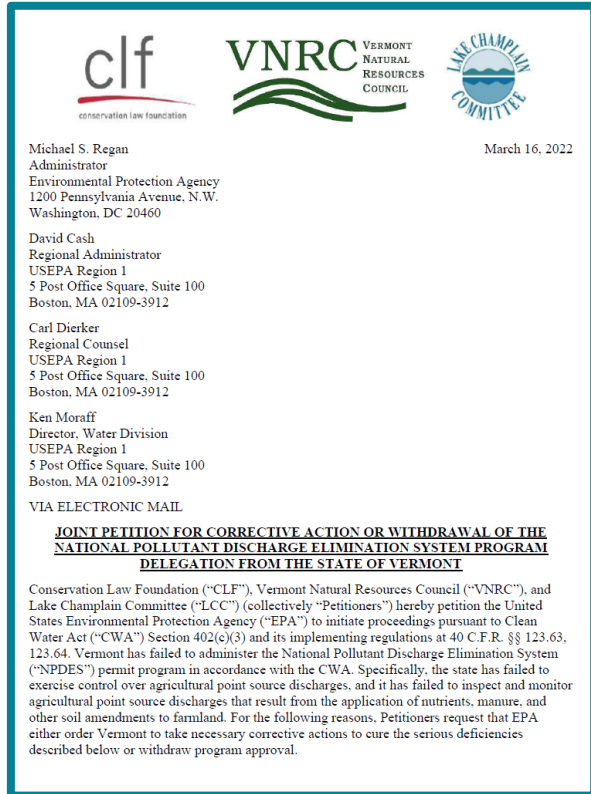 clf
conservation law foundation
VNRC
VERMONT
NATURAL
RESOURCES
COUNCIL
LAKE CHAMPLAIN
COMMITTEE
Michael S. Regan
March 16, 2022
Administrator
Environmental Protection Agency
1200 Pennsylvania Avenue, N.W.
Washington, DC 20460
David Cash
Regional Administrator
USEPA Region 1
5 Post Office Square, Suite 100
Boston, MA 02109-3912
Carl Dierker
Regional Counsel
USEPA Region 1
5 Post Office Square, Suite 100
Boston, MA 02109-3912
Ken Moraff
Director, Water Division
USEPA Region 1
5 Post Office Square, Suite 100
Boston, MA 02109-3912
VIA ELECTRONIC MAIL
JOINT PETITION FOR CORRECTIVE ACTION OR WITHDRAWAL OF THE
NATIONAL POLLUTANT DISCHARGE ELIMINATION SYSTEM PROGRAM
DELEGATION FROM THE STATE OF VERMONT
Conservation Law Foundation (“CLF”), Vermont Natural Resources Council (“VNRC”), and
Lake Champlain Committee (“LCC”) (collectively “Petitioners”) hereby petition the United
States Environmental Protection Agency (“EPA”) to initiate proceedings pursuant to Clean
Water Act (“CWA”) Section 402(c)(3) and its implementing regulations at 40 C.F.R. §§ 123.63,
123.64. Vermont has failed to administer the National Pollutant Discharge Elimination System
(“NPDES”) permit program in accordance with the CWA. Specifically, the state has failed to
exercise control over agricultural point source discharges, and it has failed to inspect and monitor
agricultural point source discharges that result from the application of nutrients, manure, and
other soil amendments to farmland. For the following reasons, Petitioners request that EPA
either order Vermont to take necessary corrective actions to cure the serious deficiencies
described below or withdraw program approval.